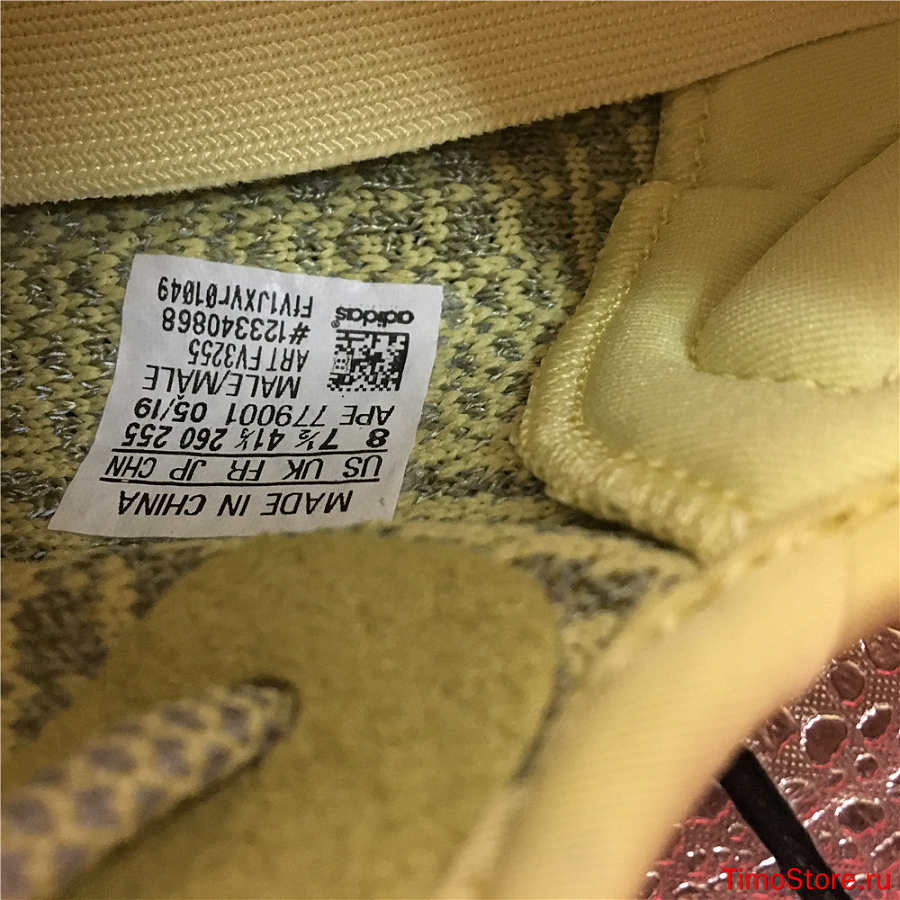 MADE IN CHINA
US UK FR JP CHN
8 7½ 41⅓ 260 255
APE 779001 05/19
MALE/MALE
ART FV3255
#123340868
F1V1JXVr01049
adidas®
TimoStore.ru